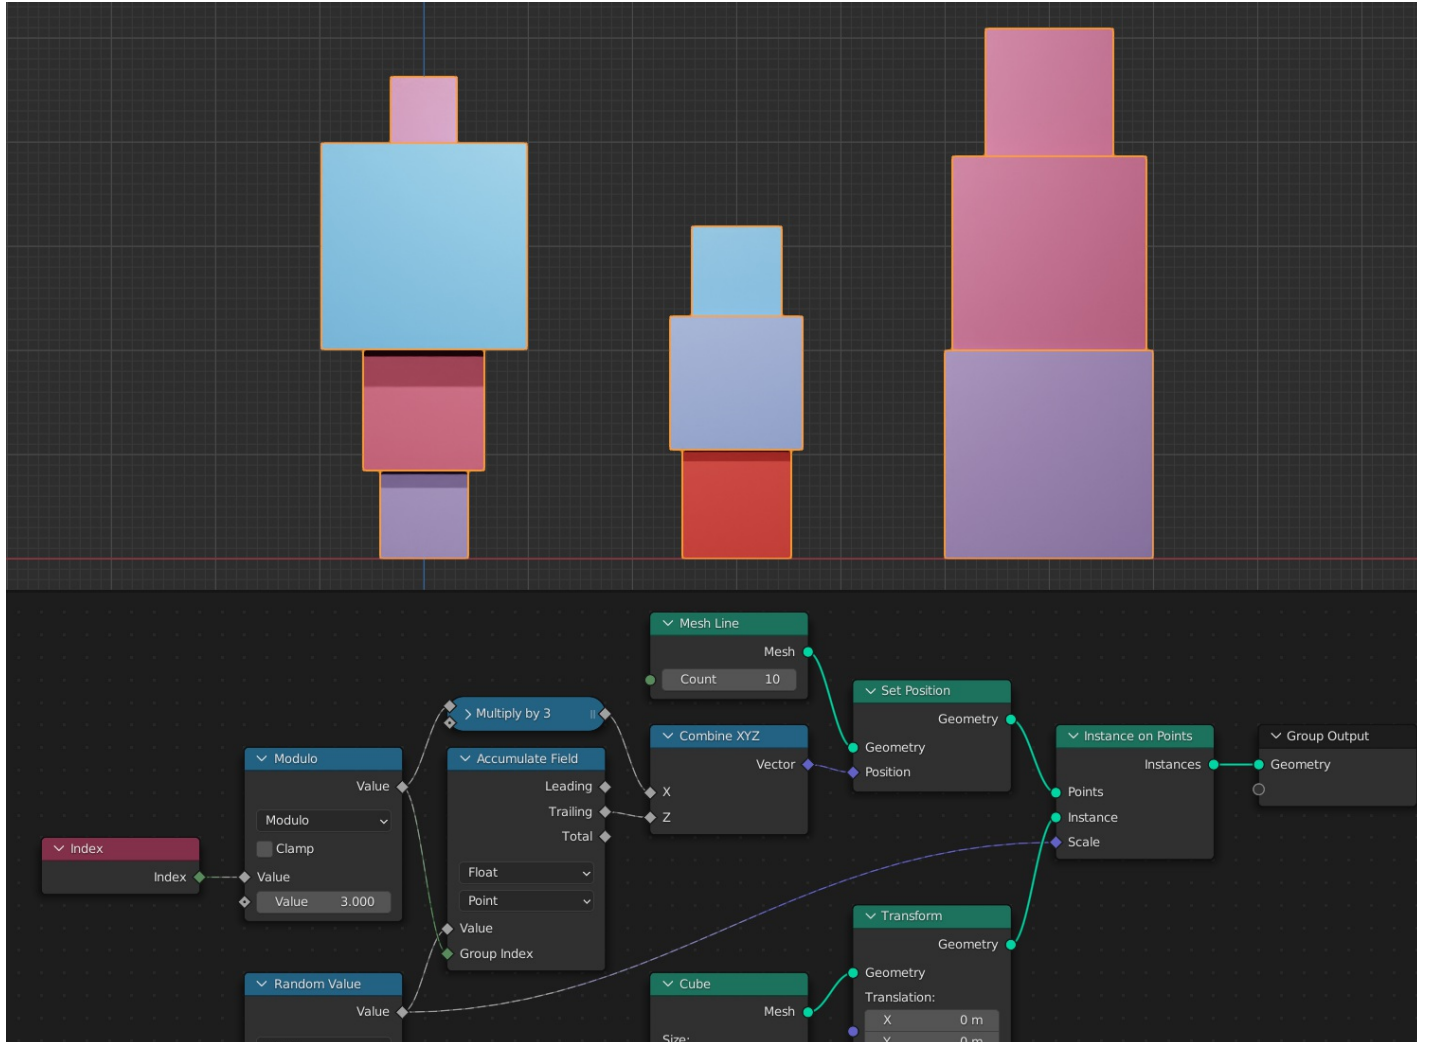 Mesh Line
Mesh
Count 10
Multiply by 3
Set Position
Geometry
Geometry
Position
Combine XYZ
Vector
X
Z
Instance on Points
Instances
Points
Instance
Scale
Group Output
Geometry
Modulo
Value
Modulo
Clamp
Value
Value 3.000
Accumulate Field
Leading
Trailing
Total
Float
Point
Value
Group Index
Index
Index
Random Value
Value
Cube
Mesh
Size:
Transform
Geometry
Geometry
Translation:
X 0 m
Y 0 m